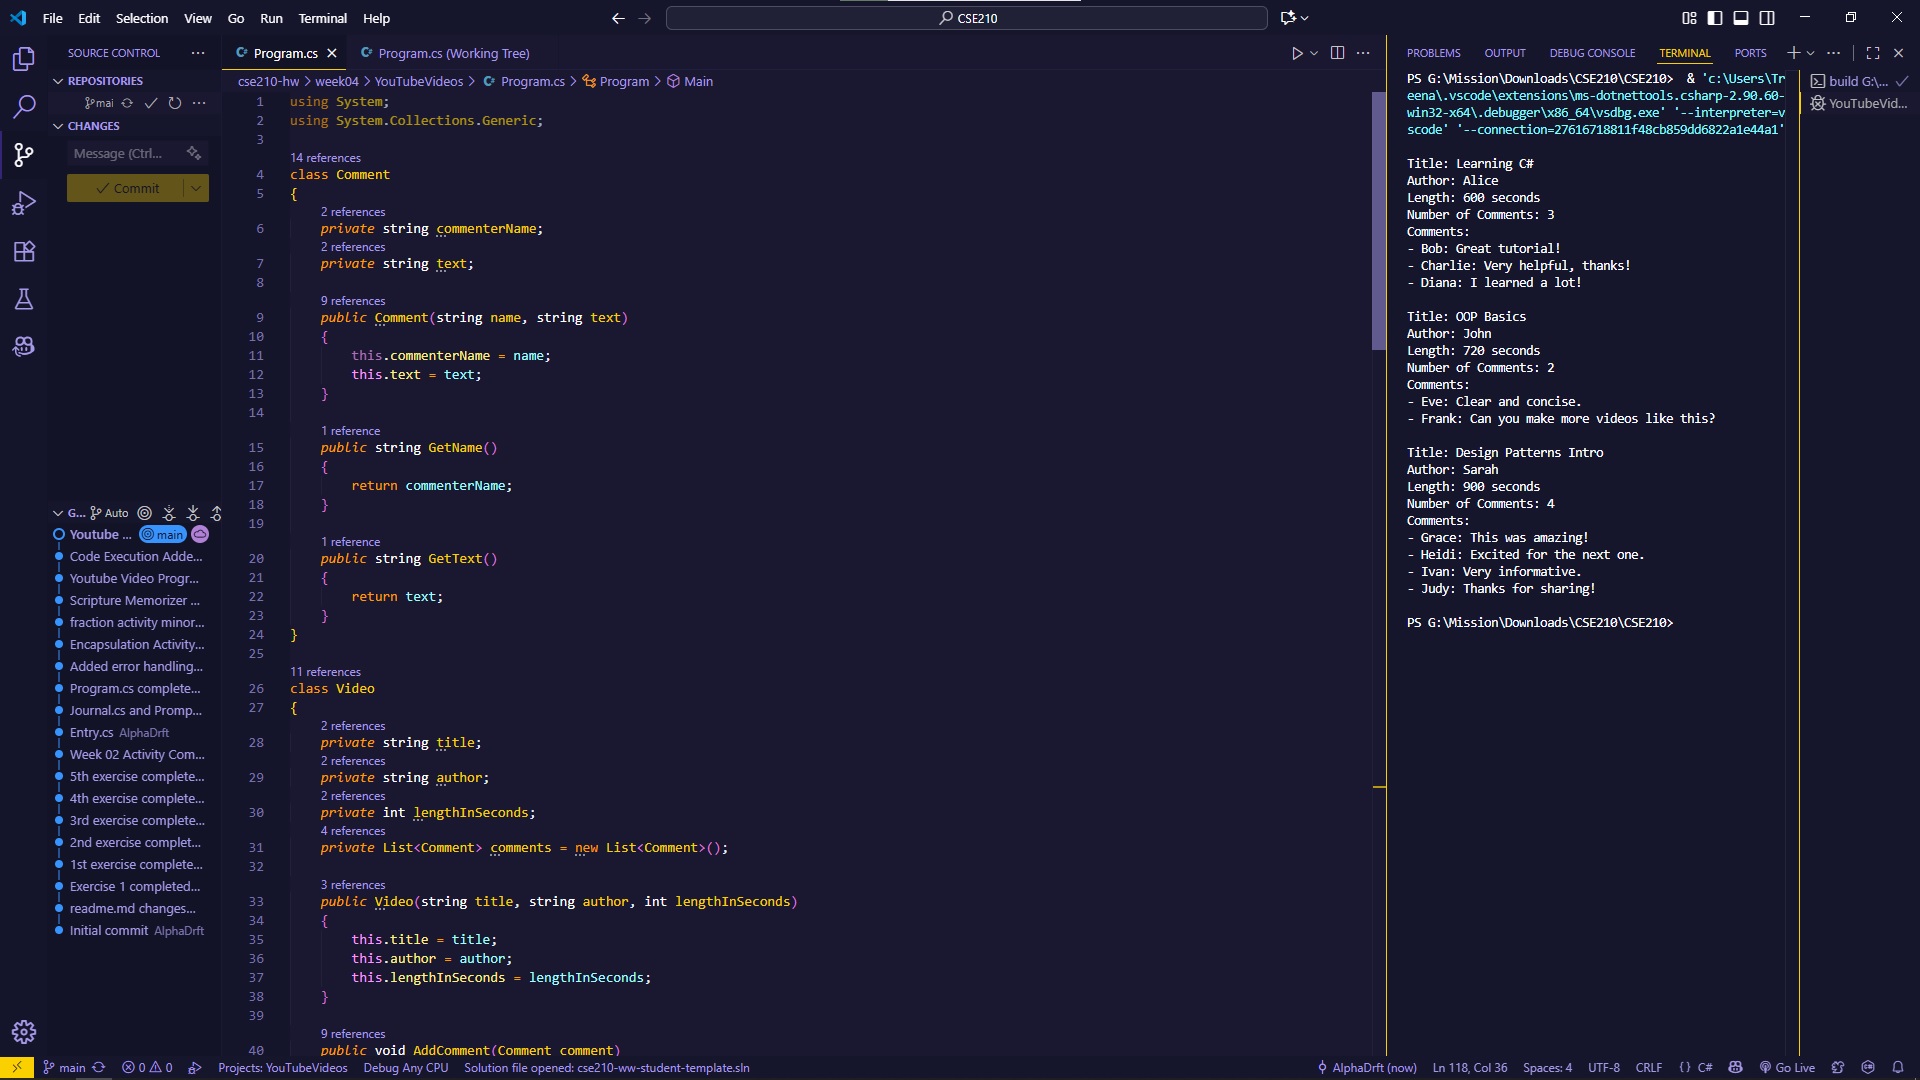 File Edit Selection View Go Run Terminal Help
CSE210
SOURCE CONTROL
REPOSITORIES
mai
CHANGES
Message (Ctrl...
Commit
G... Auto
Youtube ... main
Code Execution Adde...
Youtube Video Progr...
Scripture Memorizer ...
fraction activity minor...
Encapsulation Activity...
Added error handling...
Program.cs complete...
Journal.cs and Promp...
Entry.cs AlphaDrft
Week 02 Activity Com...
5th exercise complete...
4th exercise complete...
3rd exercise complete...
2nd exercise complet...
1st exercise complete...
Exercise 1 completed...
readme.md changes...
Initial commit AlphaDrft
C# Program.cs
C# Program.cs (Working Tree)
cse210-hw > week04 > YouTubeVideos > C# Program.cs > Program > Main
1 using System;
2 using System.Collections.Generic;
3
14 references
4 class Comment
5 {
2 references
6 private string commenterName;
2 references
7 private string text;
8
9 references
9 public Comment(string name, string text)
10 {
11 this.commenterName = name;
12 this.text = text;
13 }
14
1 reference
15 public string GetName()
16 {
17 return commenterName;
18 }
19
1 reference
20 public string GetText()
21 {
22 return text;
23 }
24 }
25
11 references
26 class Video
27 {
2 references
28 private string title;
2 references
29 private string author;
2 references
30 private int lengthInSeconds;
4 references
31 private List<Comment> comments = new List<Comment>();
32
3 references
33 public Video(string title, string author, int lengthInSeconds)
34 {
35 this.title = title;
36 this.author = author;
37 this.lengthInSeconds = lengthInSeconds;
38 }
39
9 references
40 public void AddComment(Comment comment)
PROBLEMS OUTPUT DEBUG CONSOLE TERMINAL PORTS
PS G:\Mission\Downloads\CSE210\CSE210> & 'c:\Users\Tr
eena\.vscode\extensions\ms-dotnettools.csharp-2.90.60-
win32-x64\.debugger\x86_64\vsdbg.exe' '--interpreter=v
scode' '--connection=27616718811f48cb859dd6822a1e44a1'
Title: Learning C#
Author: Alice
Length: 600 seconds
Number of Comments: 3
Comments:
- Bob: Great tutorial!
- Charlie: Very helpful, thanks!
- Diana: I learned a lot!
Title: OOP Basics
Author: John
Length: 720 seconds
Number of Comments: 2
Comments:
- Eve: Clear and concise.
- Frank: Can you make more videos like this?
Title: Design Patterns Intro
Author: Sarah
Length: 900 seconds
Number of Comments: 4
Comments:
- Grace: This was amazing!
- Heidi: Excited for the next one.
- Ivan: Very informative.
- Judy: Thanks for sharing!
PS G:\Mission\Downloads\CSE210\CSE210>
build G:\...
YouTubeVid...
main 0 0 Projects: YouTubeVideos Debug Any CPU Solution file opened: cse210-ww-student-template.sln AlphaDrft (now) Ln 118, Col 36 Spaces: 4 UTF-8 CRLF {} C# Go Live